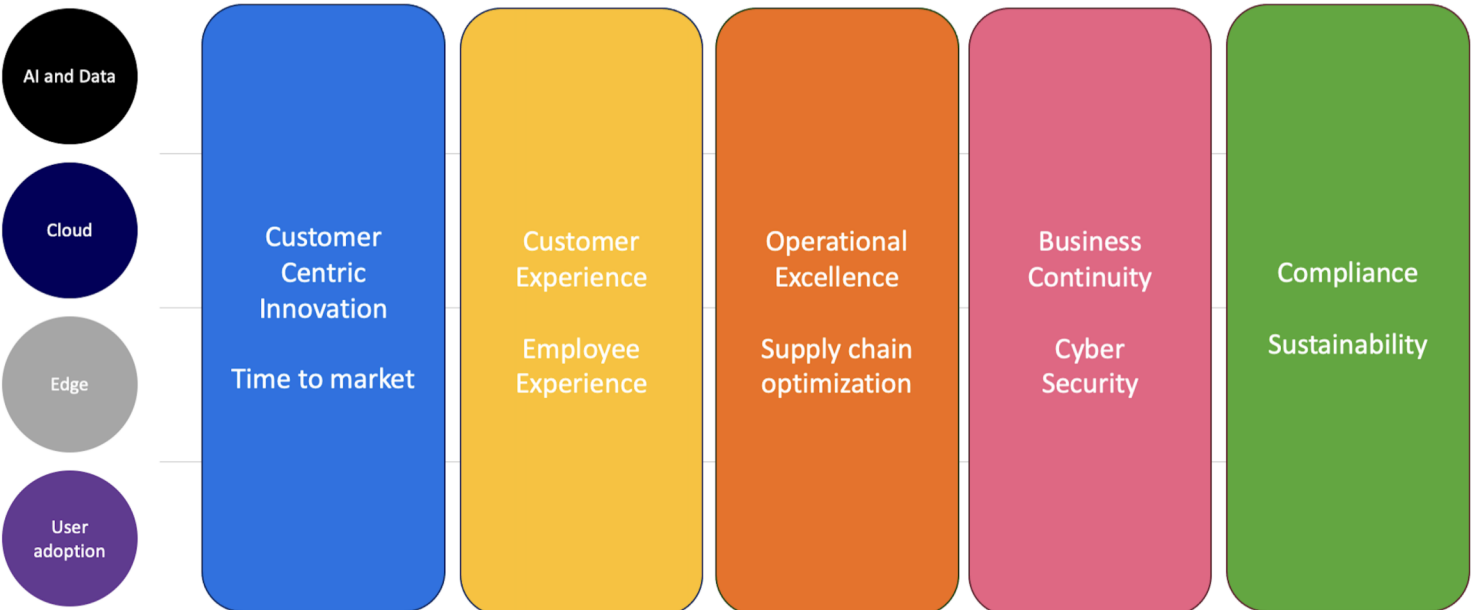 AI and Data
Cloud
Edge
User
adoption
Customer
Centric
Innovation
Time to market
Customer
Experience
Employee
Experience
Operational
Excellence
Supply chain
optimization
Business
Continuity
Cyber
Security
Compliance
Sustainability